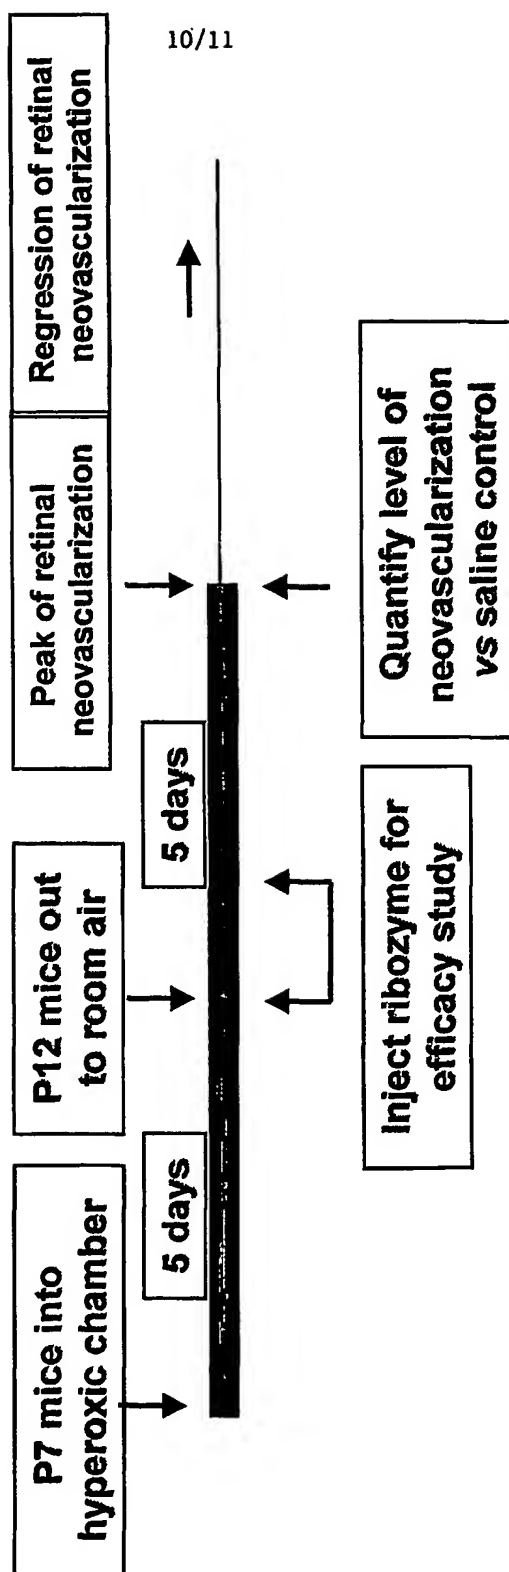 10/11
P7 mice into
hyperoxic chamber
5 days
P12 mice out
to room air
5 days
Peak of retinal
neovascularization
Regression of retinal
neovascularization
Inject ribozyme for
efficacy study
Quantify level of
neovascularization
vs saline control